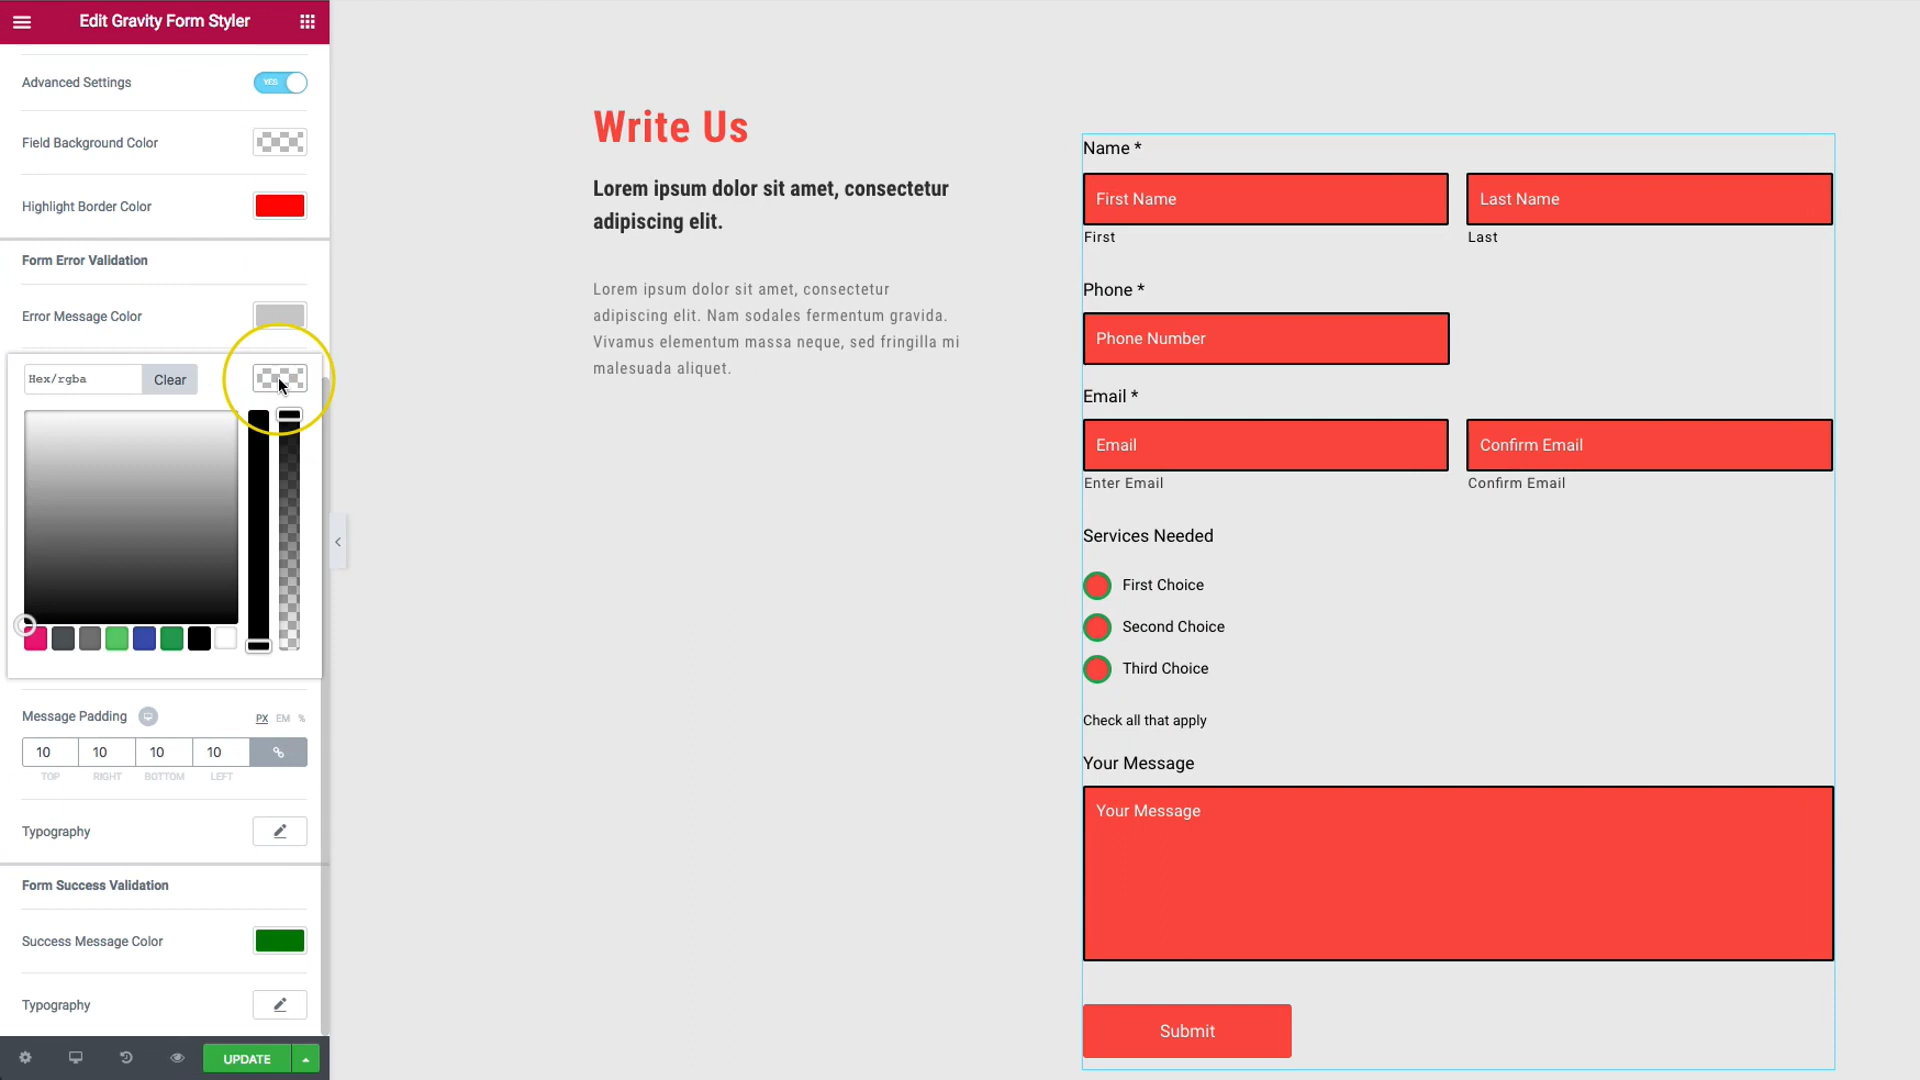 Edit Gravity Form Styler
Advanced Settings
YES
Field Background Color
Highlight Border Color
Form Error Validation
Error Message Color
Hex/rgba
Clear
Message Padding
PX EM %
10 10 10 10
TOP RIGHT BOTTOM LEFT
Typography
Form Success Validation
Success Message Color
Typography
UPDATE
Write Us
Lorem ipsum dolor sit amet, consectetur
adipiscing elit.
Lorem ipsum dolor sit amet, consectetur
adipiscing elit. Nam sodales fermentum gravida.
Vivamus elementum massa neque, sed fringilla mi
malesuada aliquet.
Name *
First Name
Last Name
First
Last
Phone *
Phone Number
Email *
Email
Confirm Email
Enter Email
Confirm Email
Services Needed
First Choice
Second Choice
Third Choice
Check all that apply
Your Message
Your Message
Submit